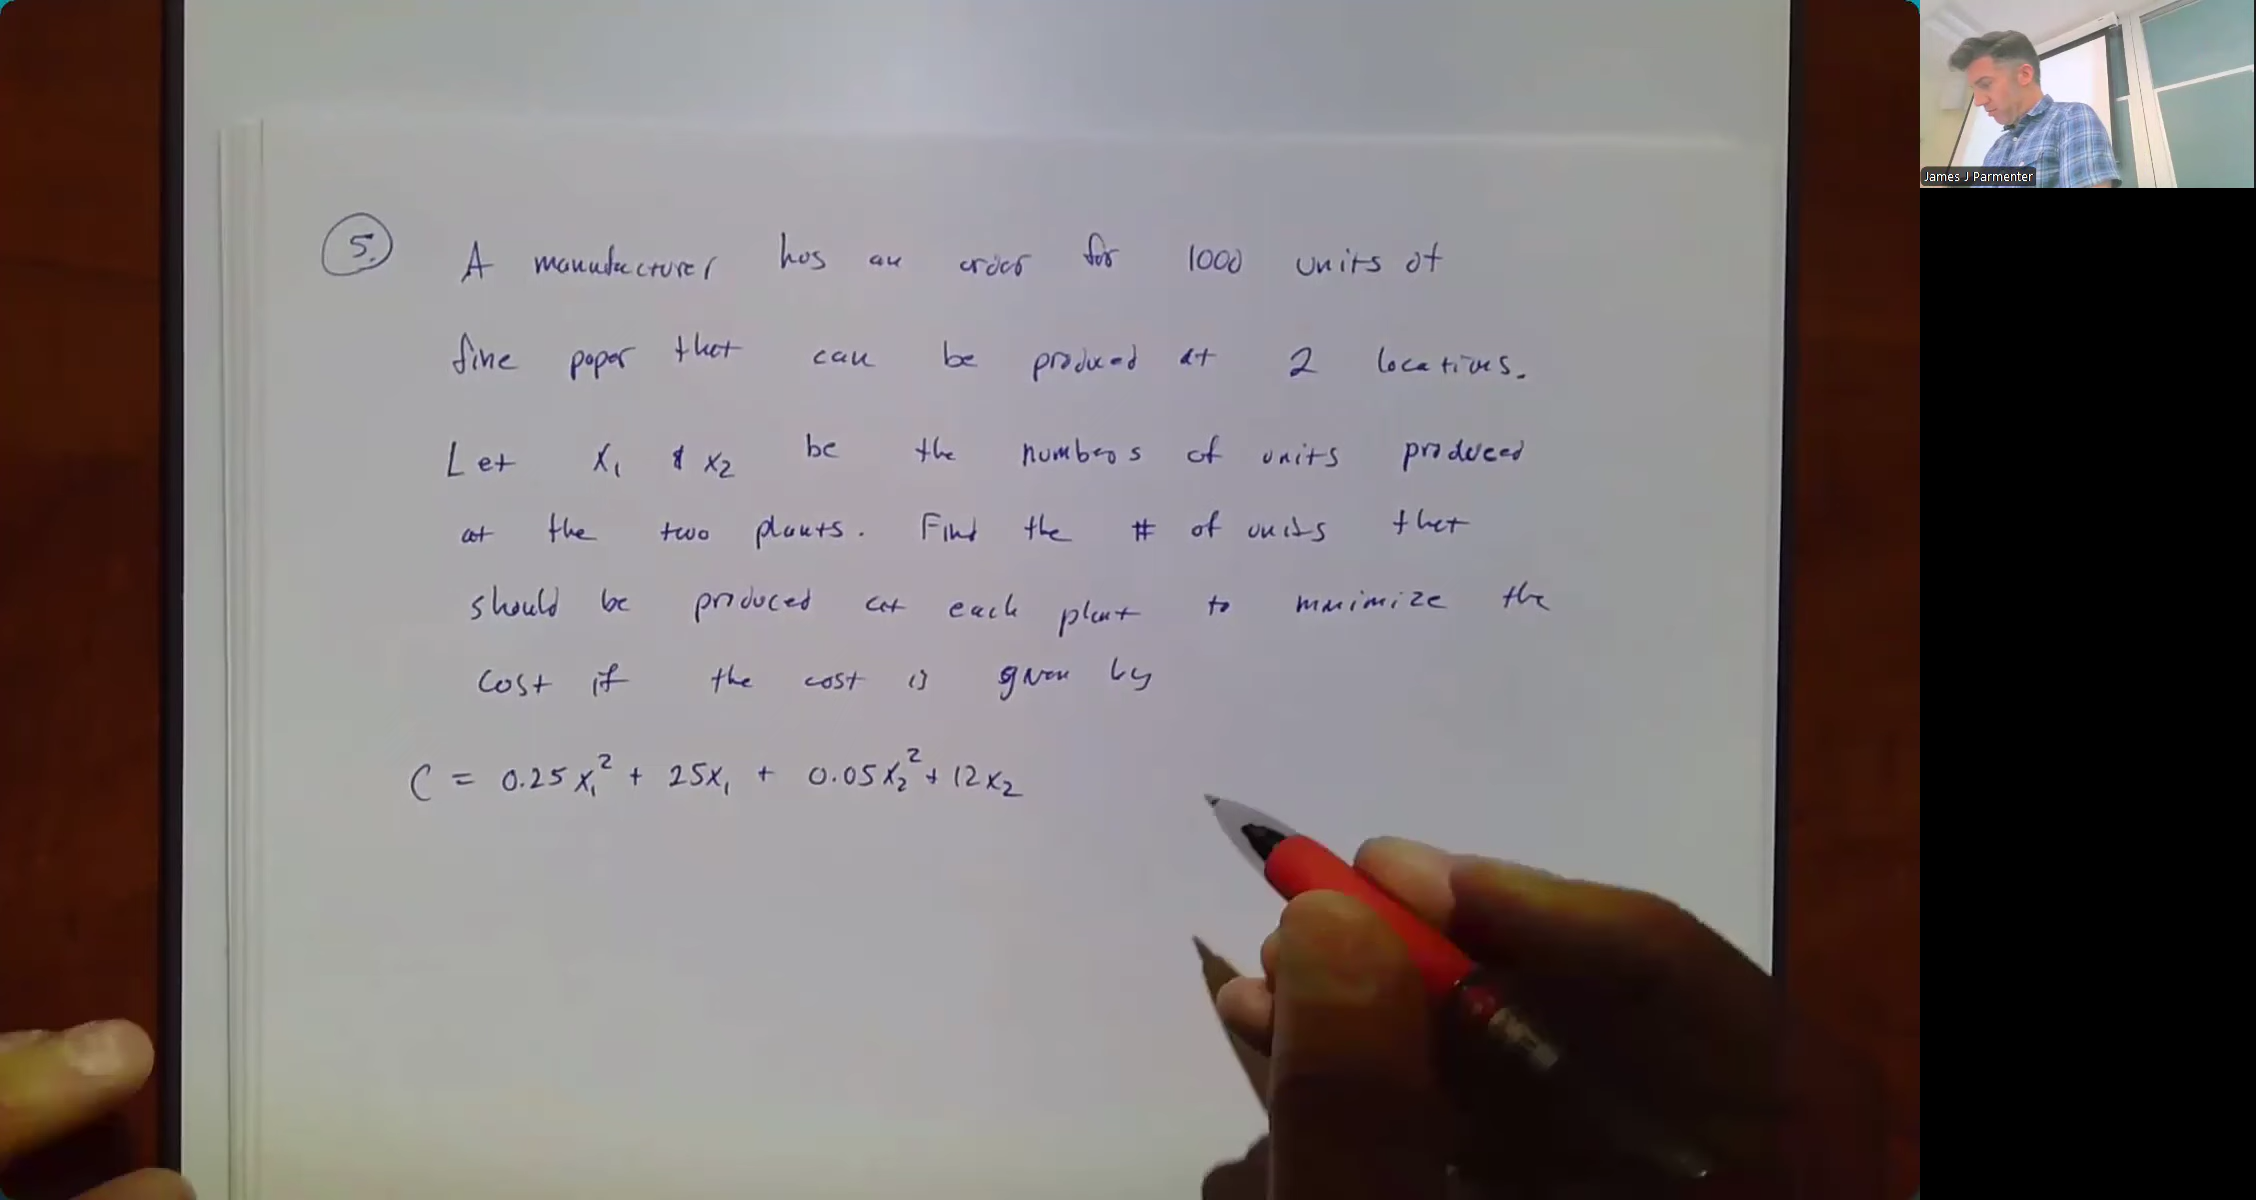 5. A manufacturer has an order for 1000 units of
fine paper that can be produced at 2 locations.
Let x₁ & x₂ be the numbers of units produced
at the two plants. Find the # of units that
should be produced at each plant to minimize the
cost if the cost is given by
C = 0.25x₁² + 25x₁ + 0.05x₂² + 12x₂
James J Parmenter